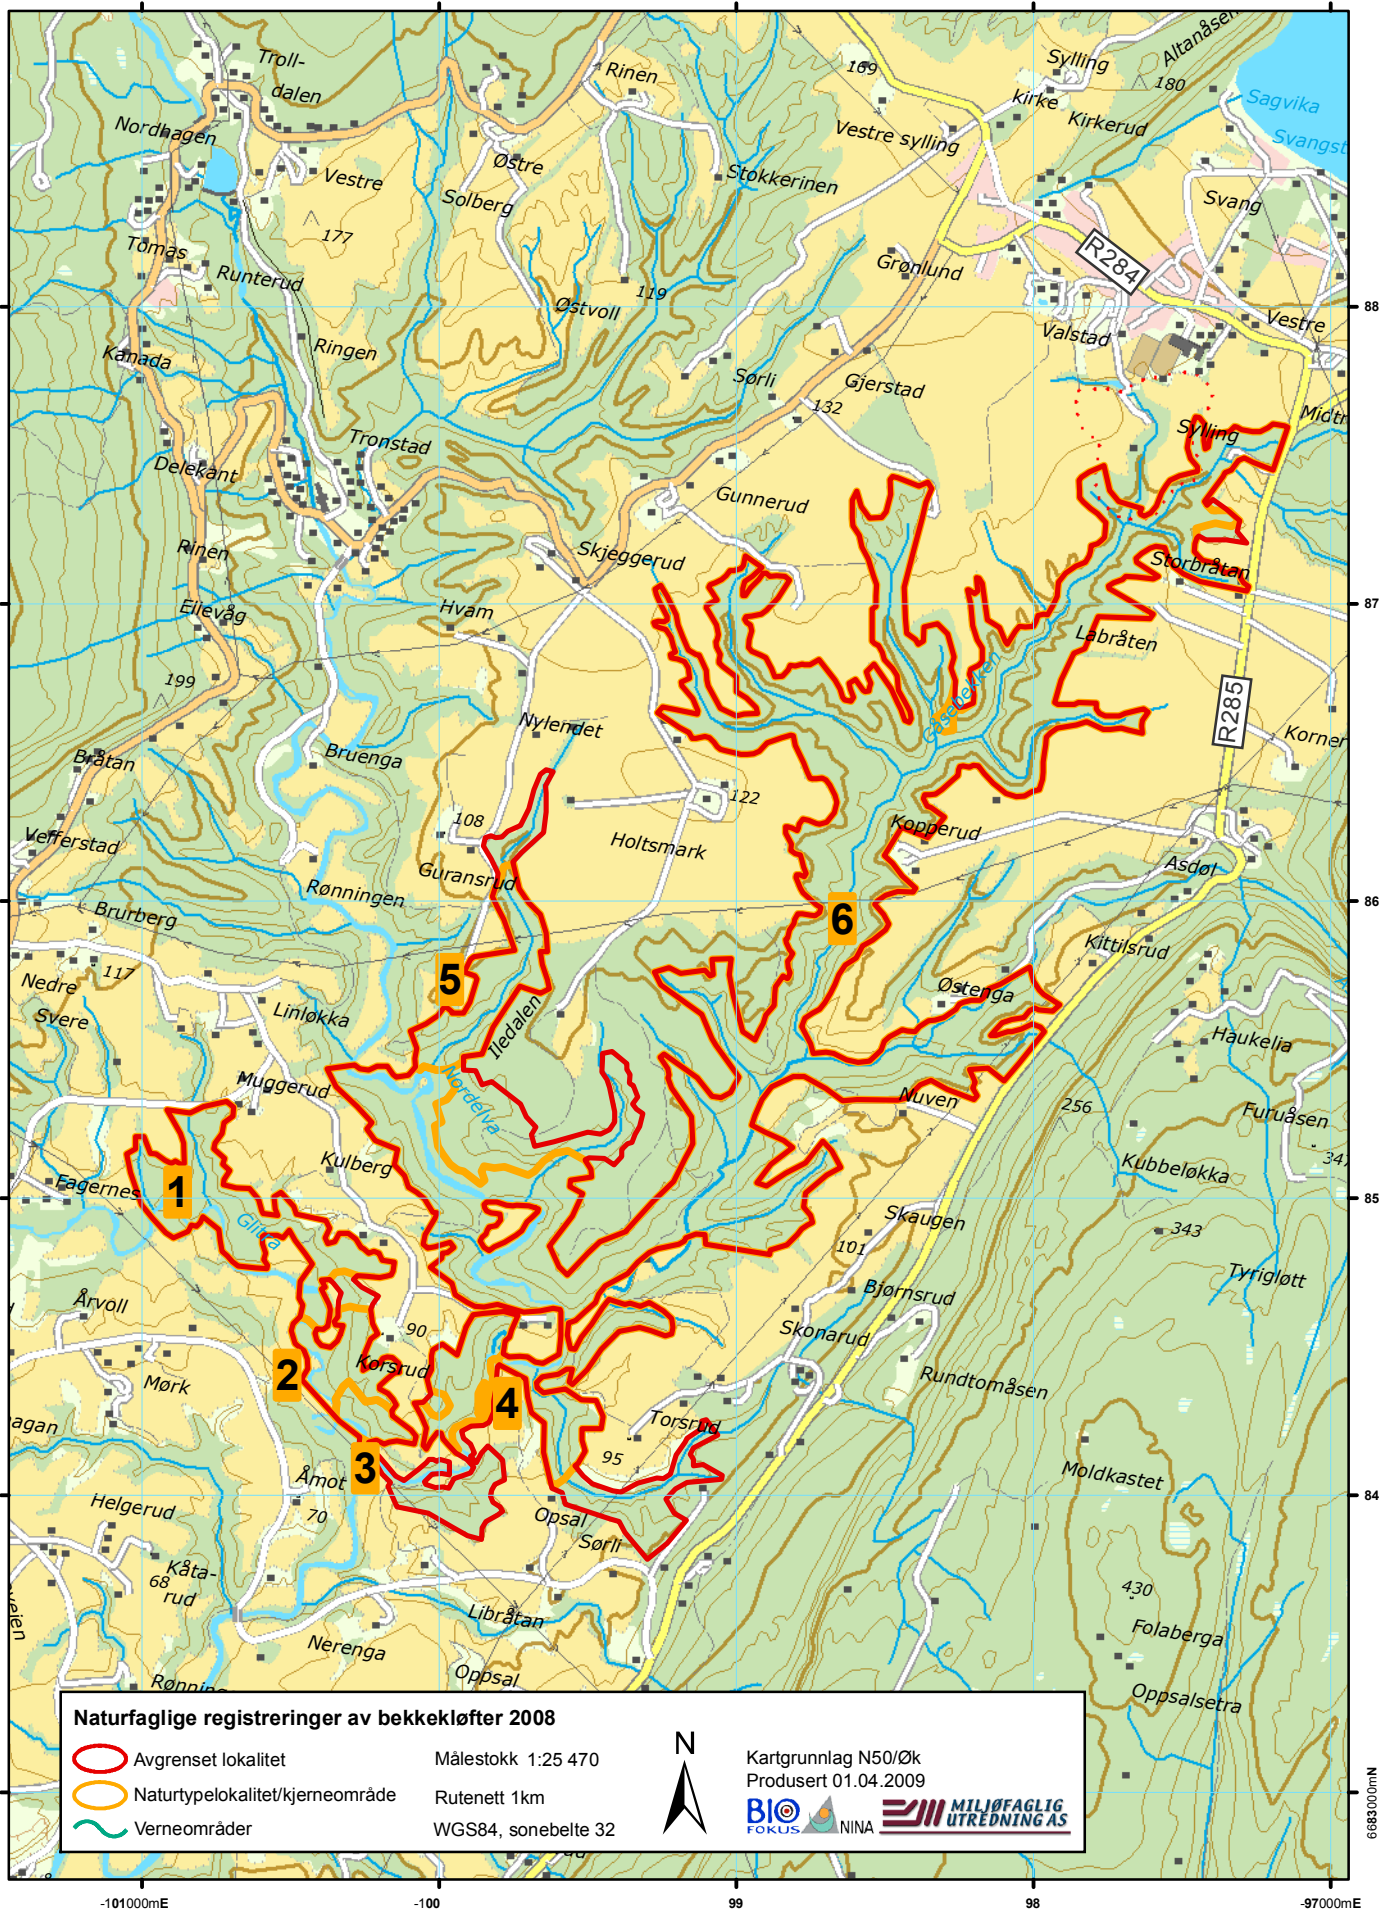 Troll-
dalen
Rinen
169
Sylling
kirke
Altanåsen
180
Sagvika
Svangst
Nordhagen
Vestre
Østre
Solberg
Stokkerinen
Vestre sylling
Kirkerud
Svang
177
Tomas
Runterud
119
Østvoll
Grønlund
R284
Valstad
Vestre
Kanada
Ringen
Sørli
Gjerstad
132
Midtr
Sylling
Tronstad
Delekant
Gunnerud
Rinen
Skjeggerud
Storbråtan
Elievåg
Hvam
Labråten
199
Gåsebekken
R285
Nylendet
Korner
Bråtan
Bruenga
122
108
Kopperud
Vefferstad
Holtsmark
Asdøl
Guransrud
Rønningen
Brurberg
6
Kittilsrud
117
Nedre
Svere
5
Linløkka
Østenga
Iledalen
Haukelia
Muggerud
Nordelva
Nuven
256
Furuåsen
347
Kulberg
Kubbeløkka
Fagernes
1
Glitra
Skaugen
343
101
Tyrigløtt
Bjørnsrud
Årvoll
90
Skonarud
Korsrud
2
Mørk
Rundtomåsen
4
agan
Torsrud
95
3
Åmot
Moldkastet
Helgerud
70
Opsal
Sørli
Kåta-
rud
68
430
Libråtan
Folaberga
veien
Nerenga
Oppsal
Oppsalsetra
88
87
86
85
84
6683000mN
Naturfaglige registreringer av bekkekløfter 2008
Avgrenset lokalitet
Naturtypelokalitet/kjerneområde
Verneområder
Målestokk 1:25 470
Rutenett 1km
WGS84, sonebelte 32
N
Kartgrunnlag N50/Øk
Produsert 01.04.2009
BIO
FOKUS
NINA
MILJØFAGLIG
UTREDNING AS
-101000mE
-100
99
98
-97000mE